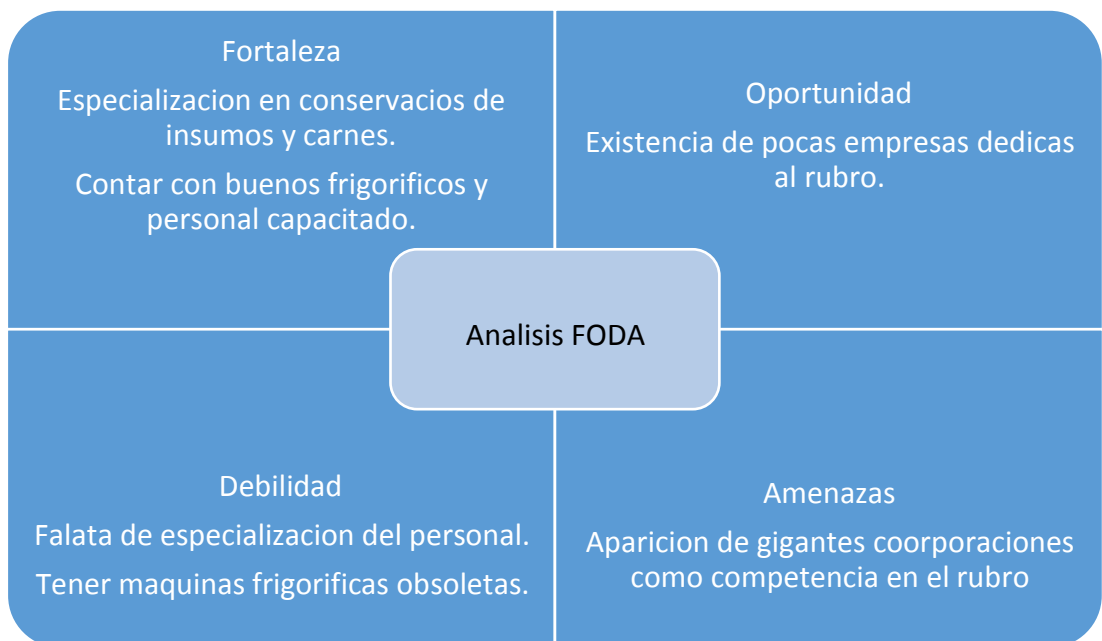 Fortaleza
Especializacion en conservacios de
insumos y carnes.
Contar con buenos frigorificos y
personal capacitado.
Oportunidad
Existencia de pocas empresas dedicas
al rubro.
Analisis FODA
Debilidad
Falata de especializacion del personal.
Tener maquinas frigorificas obsoletas.
Amenazas
Aparicion de gigantes coorporaciones
como competencia en el rubro